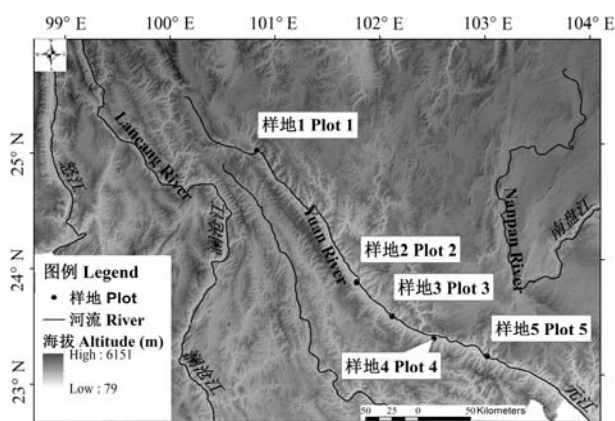 99° E 100° E 101° E 102° E 103° E 104° E
25° N
24° N
23° N
样地1 Plot 1
Lancang River
怒江
Yuan River
Nanpan River
南盘江
样地2 Plot 2
样地3 Plot 3
样地5 Plot 5
样地4 Plot 4
澜沧江
元江
图例 Legend
样地 Plot
河流 River
海拔 Altitude (m)
High : 6151
Low : 79
50 25 0 50 Kilometers